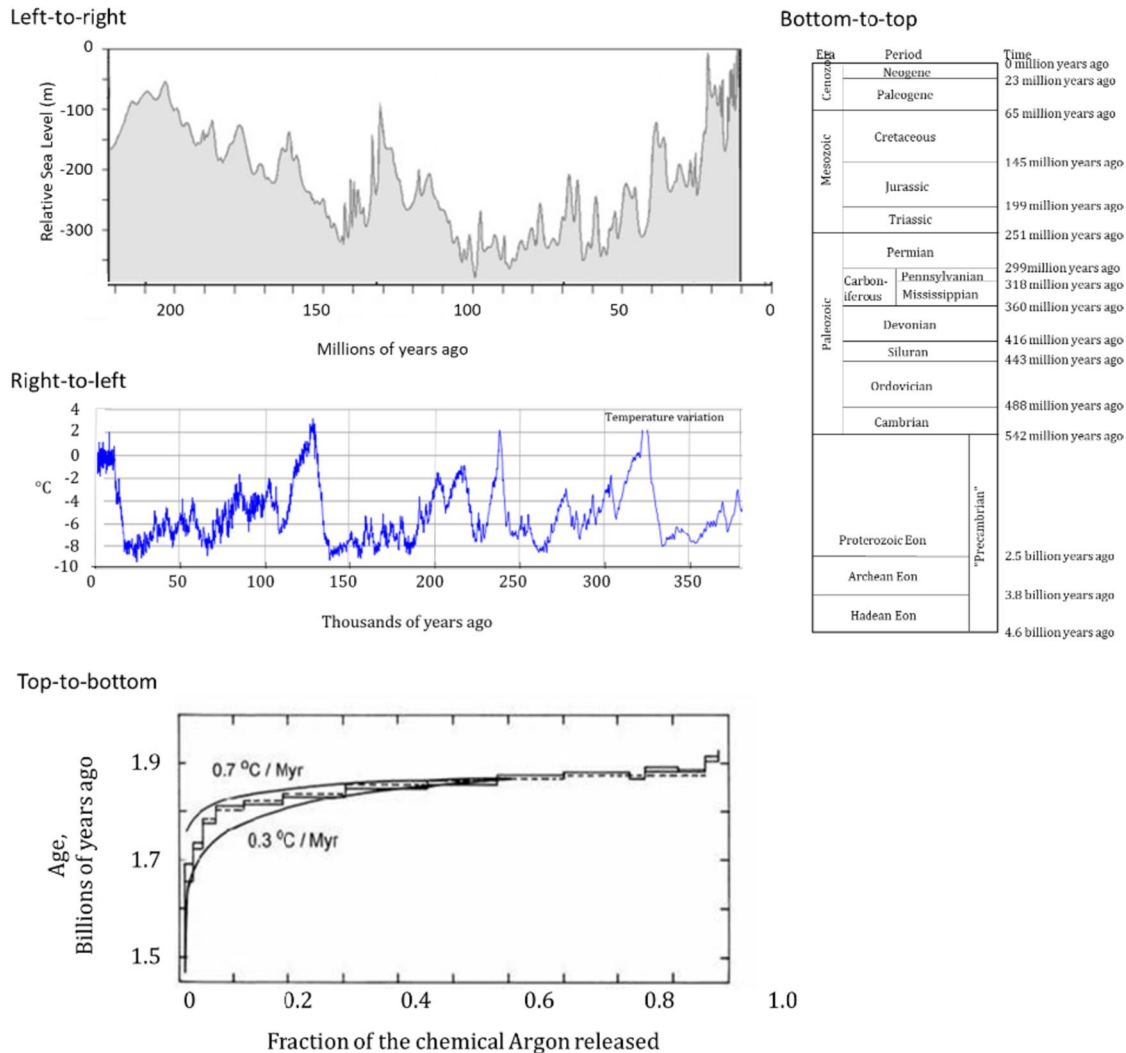 Left-to-right
0
-100
-200
-300
Relative Sea Level (m)
200 150 100 50 0
Millions of years ago
Right-to-left
4
2
0
-2
-4
-6
-8
-10
°C
Temperature variation
0 50 100 150 200 250 300 350
Thousands of years ago
Bottom-to-top
Era Period Time
0 million years ago
Cenozoic
Neogene
23 million years ago
Paleogene
65 million years ago
Mesozoic
Cretaceous
145 million years ago
Jurassic
199 million years ago
Triassic
251 million years ago
Paleozoic
Permian
299million years ago
Carbon-
iferous
Pennsylvanian
318 million years ago
Mississippian
360 million years ago
Devonian
416 million years ago
Siluran
443 million years ago
Ordovician
488 million years ago
Cambrian
542 million years ago
"Precambrian"
Proterozoic Eon
2.5 billion years ago
Archean Eon
3.8 billion years ago
Hadean Eon
4.6 billion years ago
Top-to-bottom
1.9
1.7
1.5
Age,
Billions of years ago
0.7 °C / Myr
0.3 °C / Myr
0 0.2 0.4 0.6 0.8 1.0
Fraction of the chemical Argon released